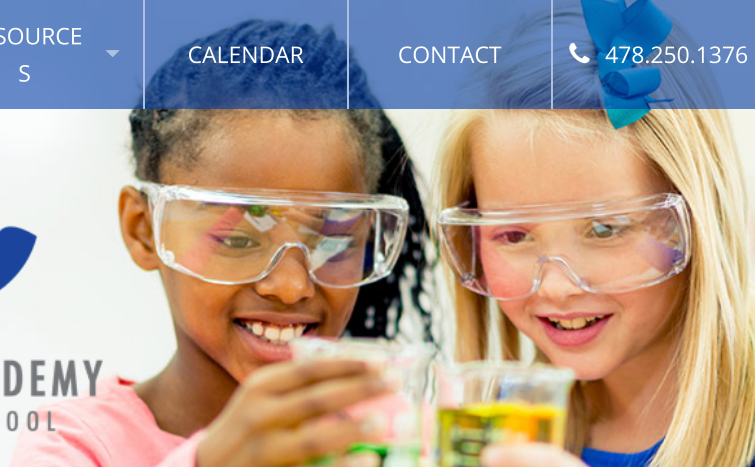 SOURCE
S
CALENDAR
CONTACT
478.250.1376
DEMY
OOL